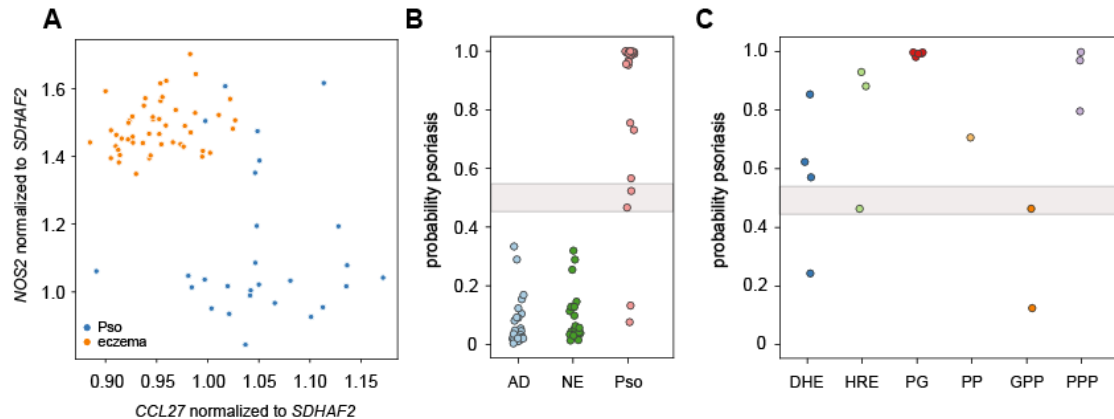 A
B
C
NOS2 normalized to SDHAF2
1.6
1.4
1.2
1.0
Pso
eczema
0.90 0.95 1.00 1.05 1.10 1.15
CCL27 normalized to SDHAF2
probability psoriasis
1.0
0.8
0.6
0.4
0.2
0
AD NE Pso
probability psoriasis
1.0
0.8
0.6
0.4
0.2
0
DHE HRE PG PP GPP PPP